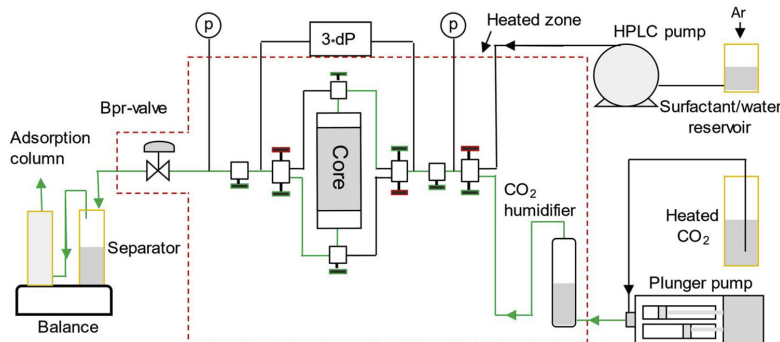 Heated zone
Ar
p
3*dP
p
HPLC pump
Bpr-valve
Surfactant/water
reservoir
Adsorption
column
Core
CO2
humidifier
Heated
CO2
Separator
Plunger pump
Balance